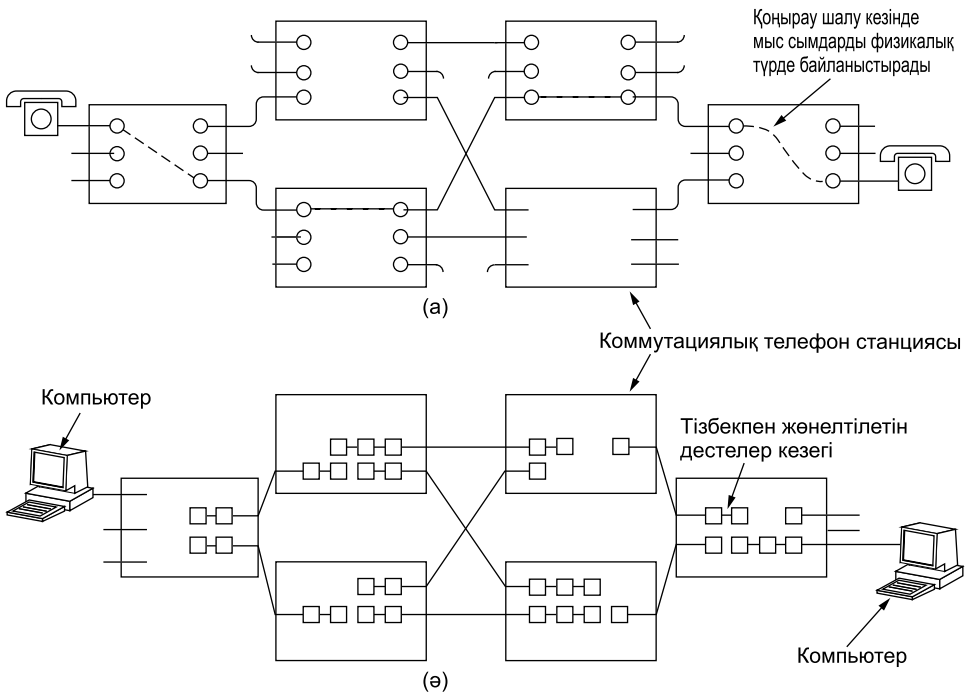 Қоңырау шалу кезінде
мыс сымдарды физикалық
түрде байланыстырады
(а)
Коммутациялық телефон станциясы
Компьютер
Тізбекпен жөнелтілетін
дестелер кезегі
Компьютер
(ә)